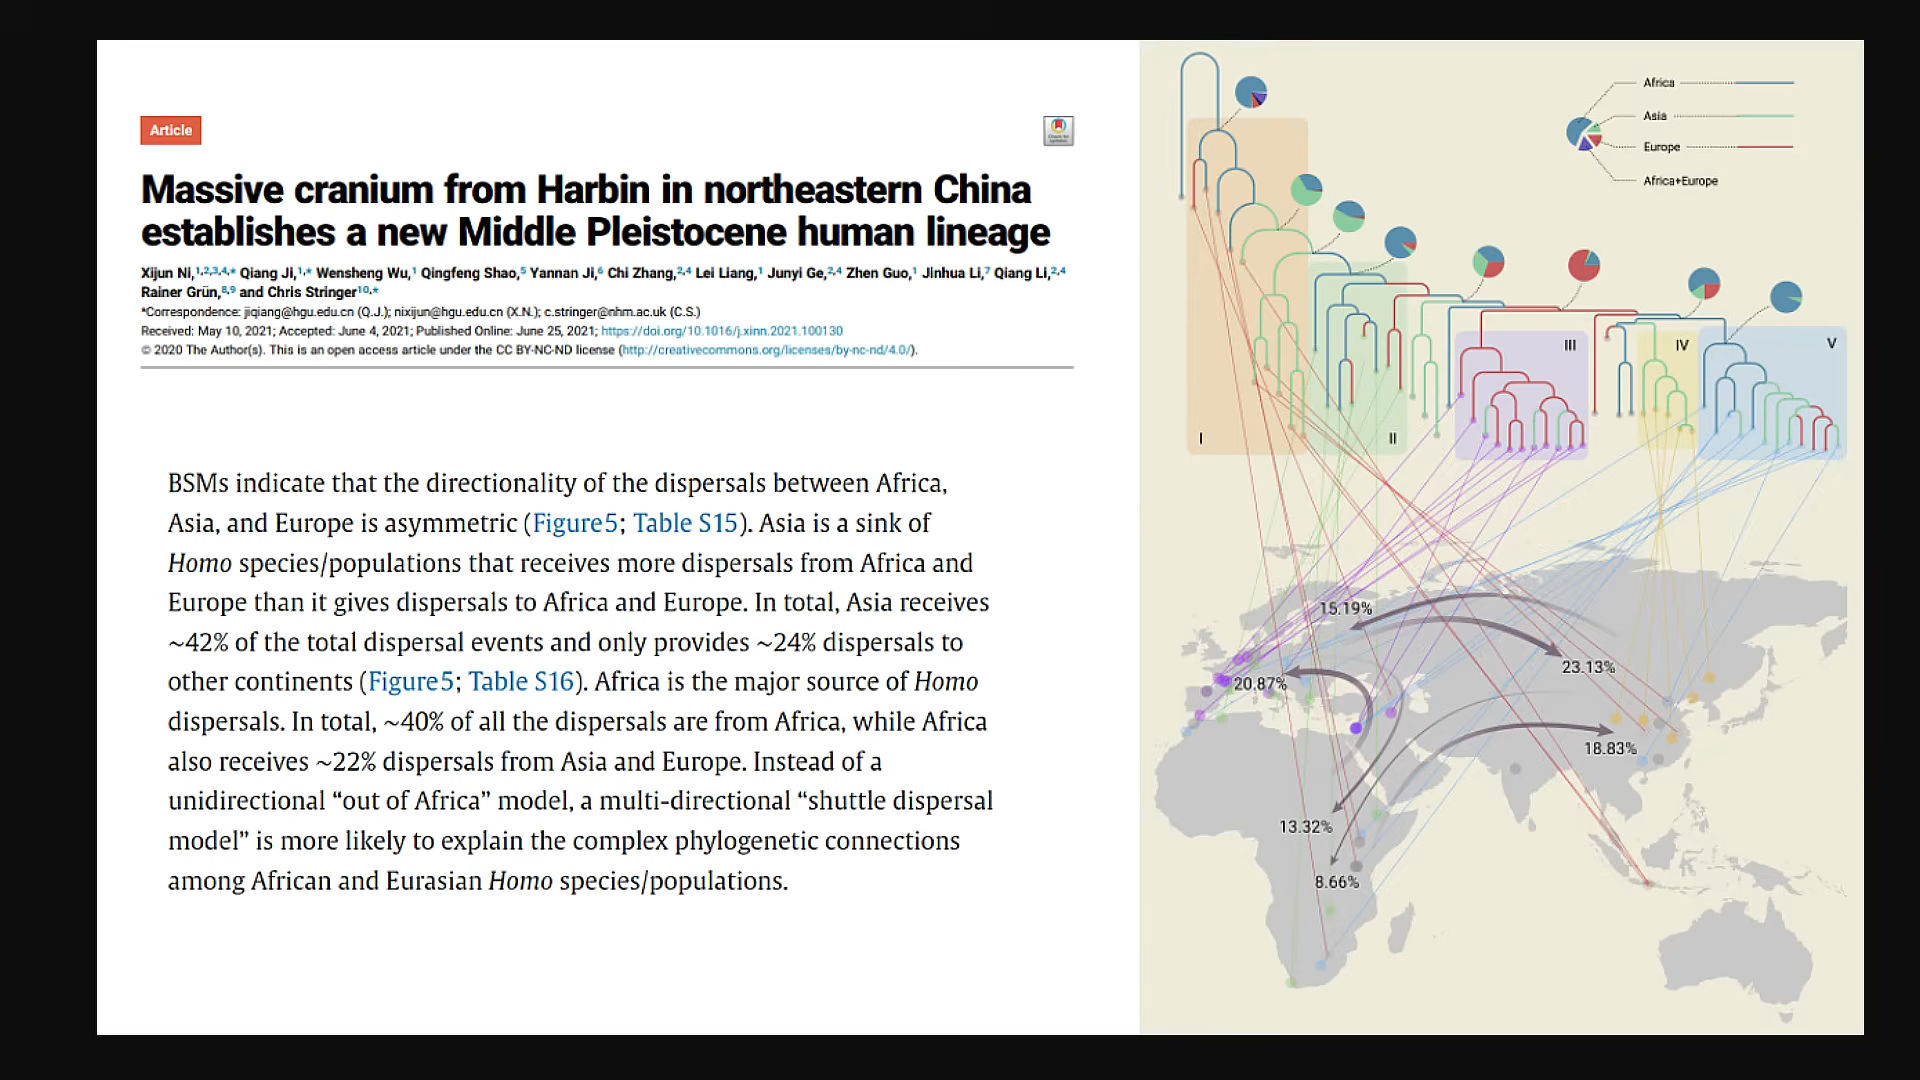 Article
Massive cranium from Harbin in northeastern China
establishes a new Middle Pleistocene human lineage
Xijun Ni,1,2,3,4,* Qiang Ji,1,* Wensheng Wu,1 Qingfeng Shao,5 Yannan Ji,6 Chi Zhang,2,4 Lei Liang,1 Junyi Ge,2,4 Zhen Guo,1 Jinhua Li,7 Qiang Li,2,4
Rainer Grün,8,9 and Chris Stringer10,*
*Correspondence: jiqiang@hgu.edu.cn (Q.J.); nixijun@hgu.edu.cn (X.N.); c.stringer@nhm.ac.uk (C.S.)
Received: May 10, 2021; Accepted: June 4, 2021; Published Online: June 25, 2021; https://doi.org/10.1016/j.xinn.2021.100130
© 2020 The Author(s). This is an open access article under the CC BY-NC-ND license (http://creativecommons.org/licenses/by-nc-nd/4.0/).
BSMs indicate that the directionality of the dispersals between Africa,
Asia, and Europe is asymmetric (Figure5; Table S15). Asia is a sink of
Homo species/populations that receives more dispersals from Africa and
Europe than it gives dispersals to Africa and Europe. In total, Asia receives
~42% of the total dispersal events and only provides ~24% dispersals to
other continents (Figure5; Table S16). Africa is the major source of Homo
dispersals. In total, ~40% of all the dispersals are from Africa, while Africa
also receives ~22% dispersals from Asia and Europe. Instead of a
unidirectional “out of Africa” model, a multi-directional “shuttle dispersal
model” is more likely to explain the complex phylogenetic connections
among African and Eurasian Homo species/populations.
Africa
Asia
Europe
Africa+Europe
I
II
III
IV
V
15.19%
23.13%
20.87%
18.83%
13.32%
8.66%